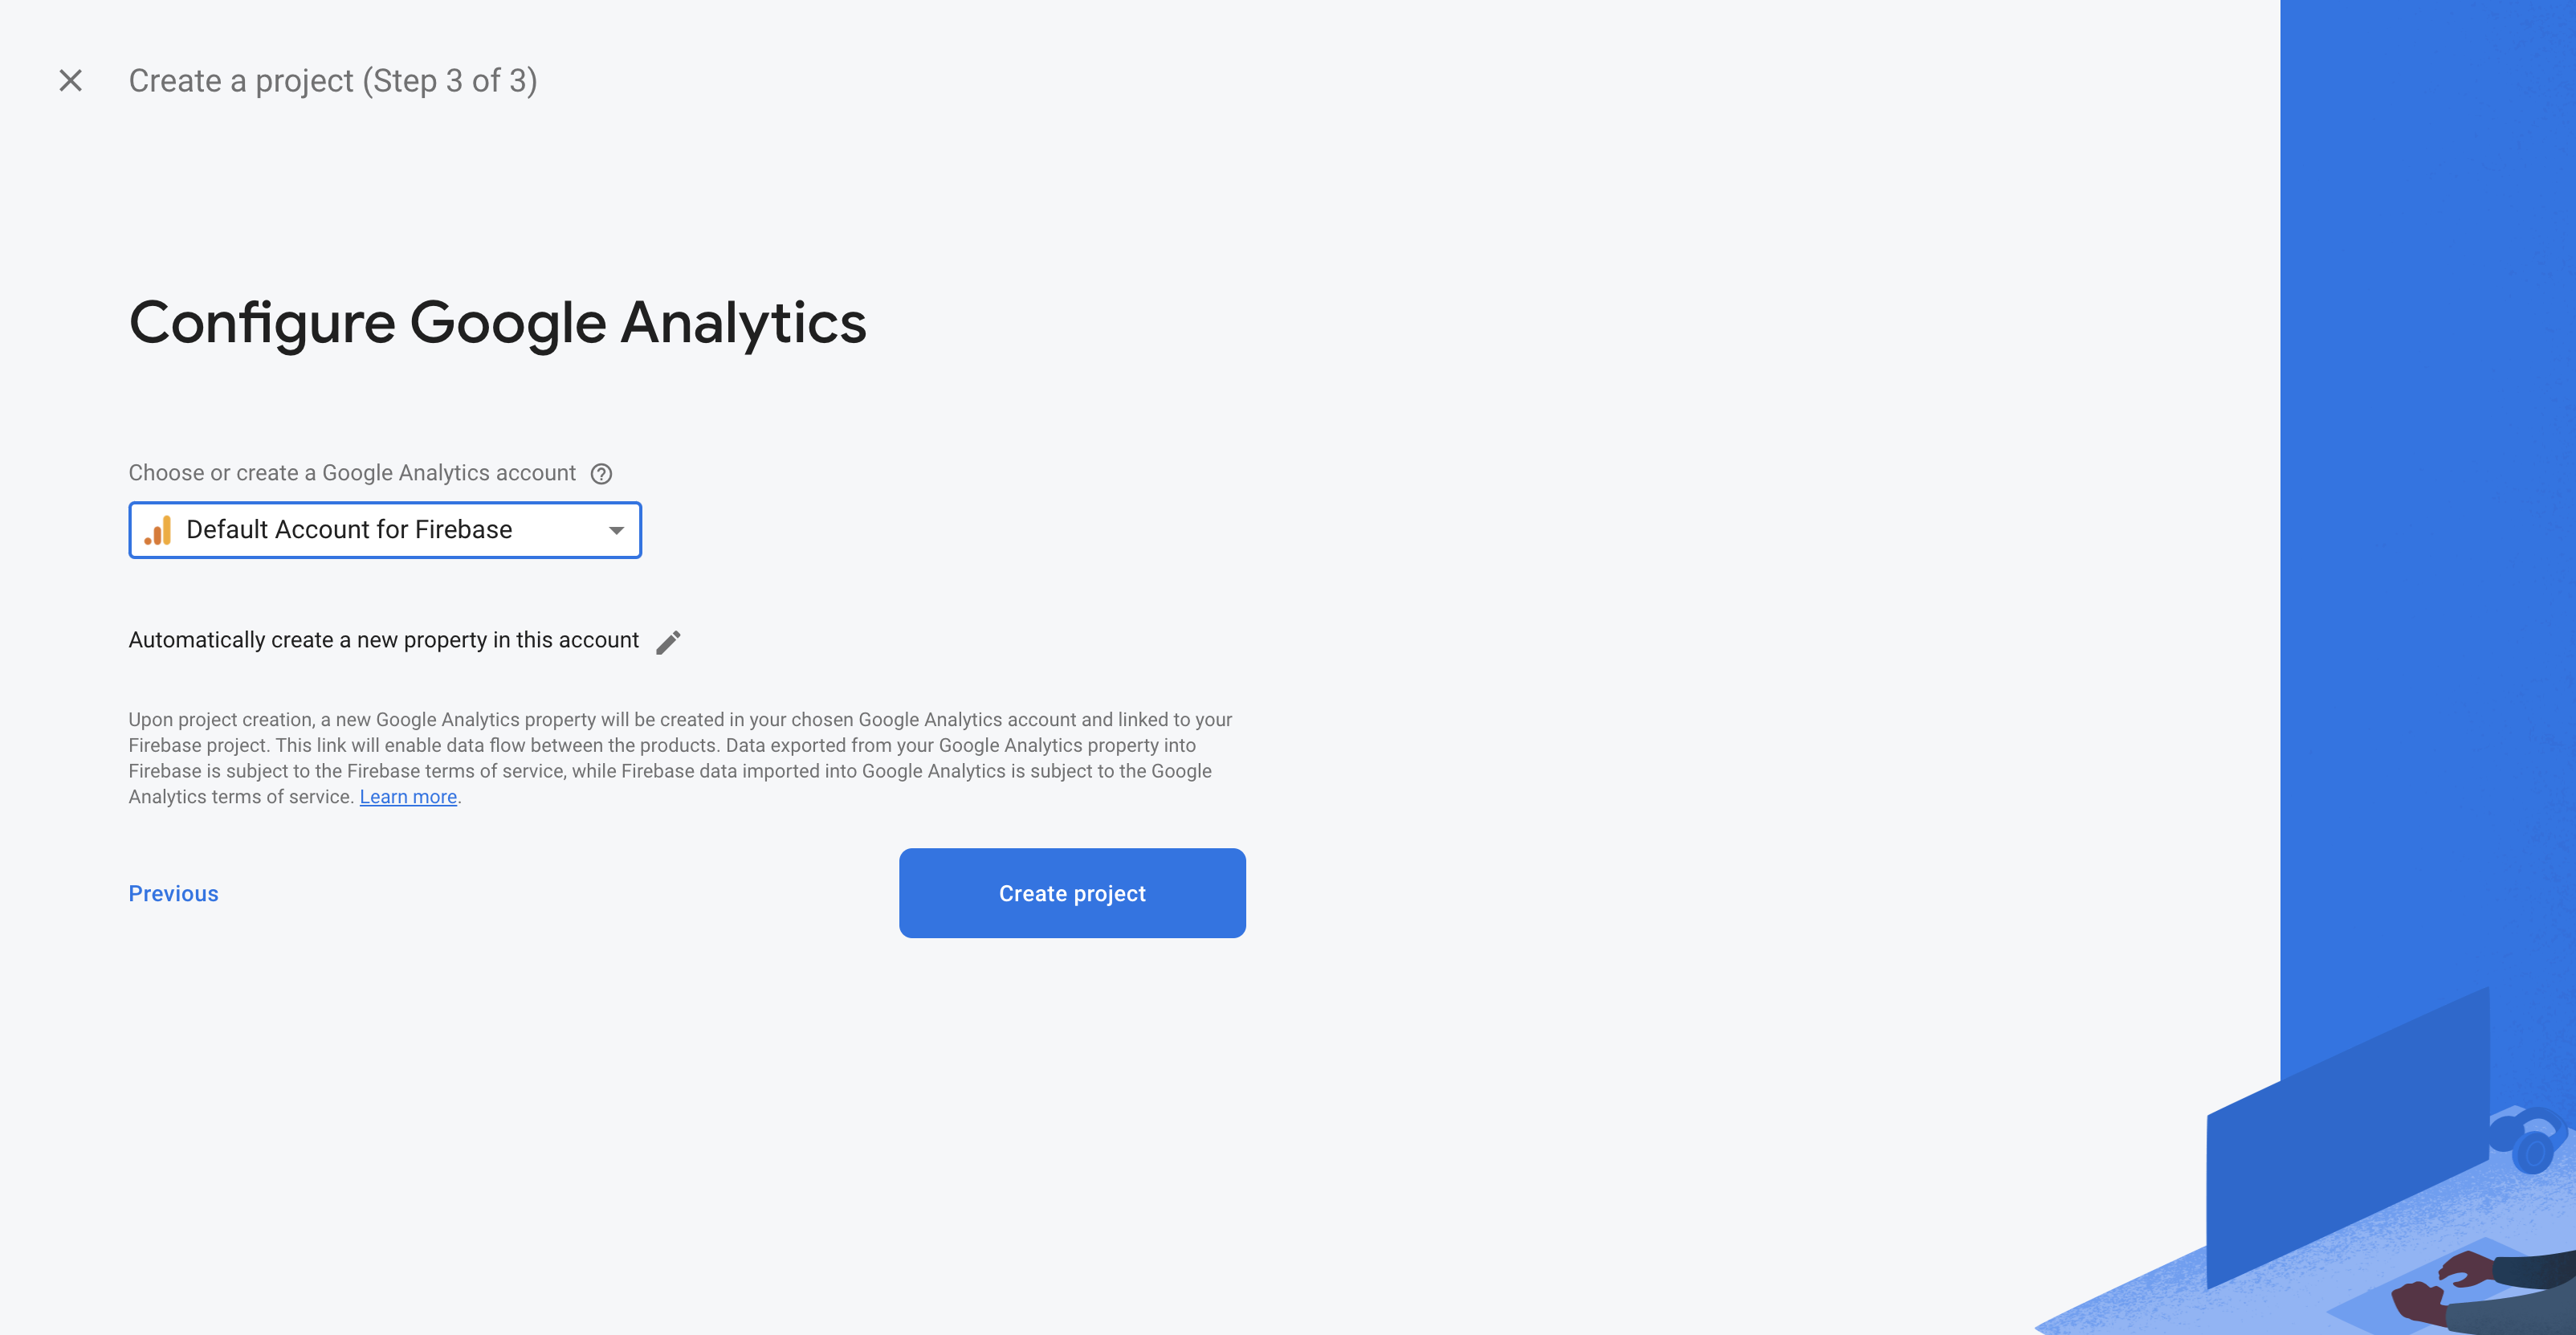 Create a project (Step 3 of 3)
Configure Google Analytics
Choose or create a Google Analytics account
Default Account for Firebase
Automatically create a new property in this account
Upon project creation, a new Google Analytics property will be created in your chosen Google Analytics account and linked to your
Firebase project. This link will enable data flow between the products. Data exported from your Google Analytics property into
Firebase is subject to the Firebase terms of service, while Firebase data imported into Google Analytics is subject to the Google
Analytics terms of service. Learn more.
Previous
Create project